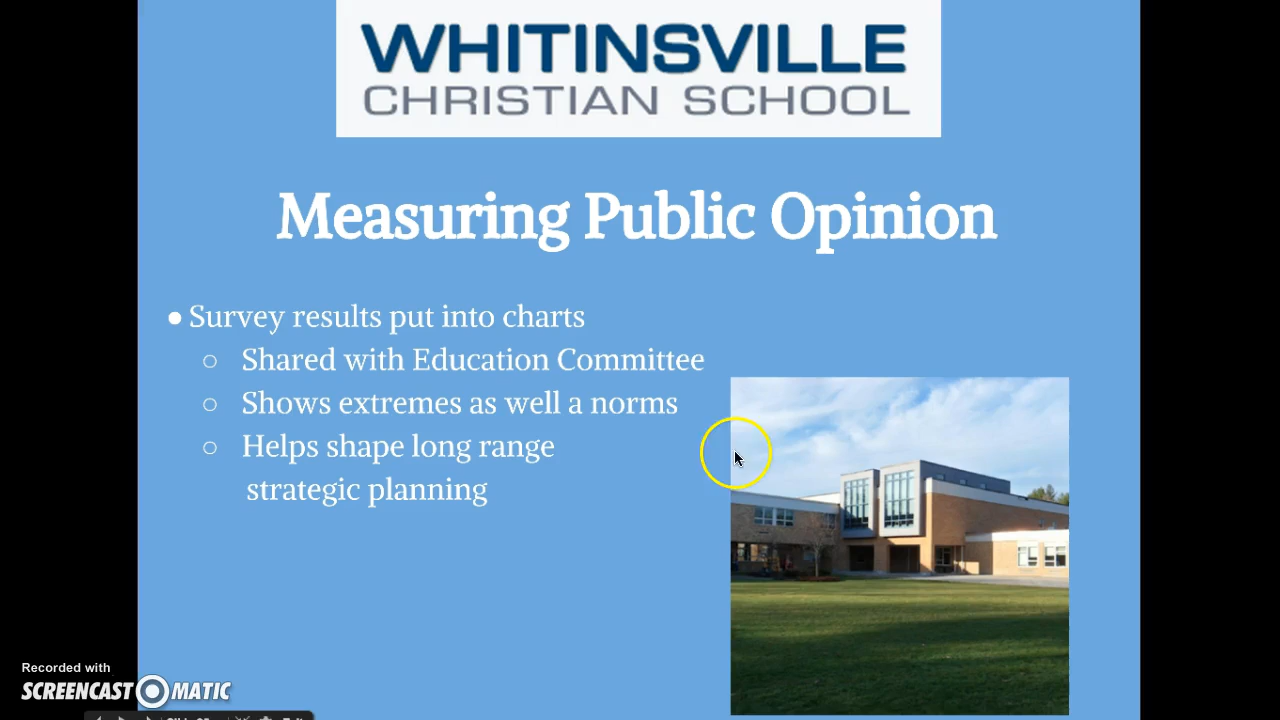 WHITINSVILLE
CHRISTIAN SCHOOL
Measuring Public Opinion
● Survey results put into charts
○ Shared with Education Committee
○ Shows extremes as well a norms
○ Helps shape long range
strategic planning
Recorded with
SCREENCAST MATIC